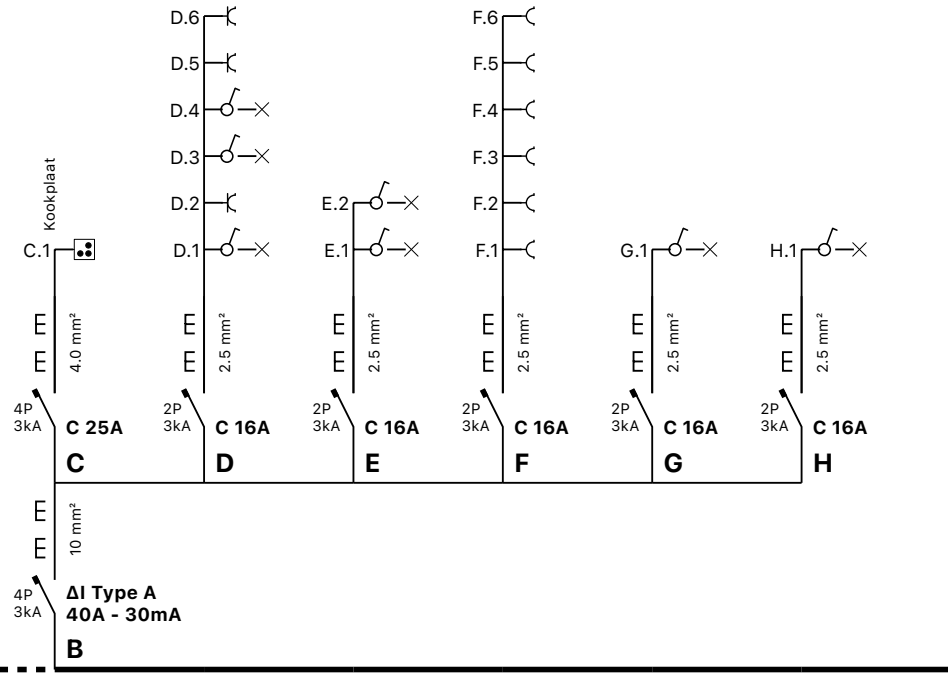 D.6
F.6
D.5
F.5
D.4
F.4
Kookplaat
D.3
F.3
D.2
E.2
F.2
C.1
D.1
E.1
F.1
G.1
H.1
E
E
4.0 mm²
E
E
2.5 mm²
E
E
2.5 mm²
E
E
2.5 mm²
E
E
2.5 mm²
E
E
2.5 mm²
4P
3kA
C 25A
C
2P
3kA
C 16A
D
2P
3kA
C 16A
E
2P
3kA
C 16A
F
2P
3kA
C 16A
G
2P
3kA
C 16A
H
E
E
10 mm²
4P
3kA
ΔI Type A
40A - 30mA
B